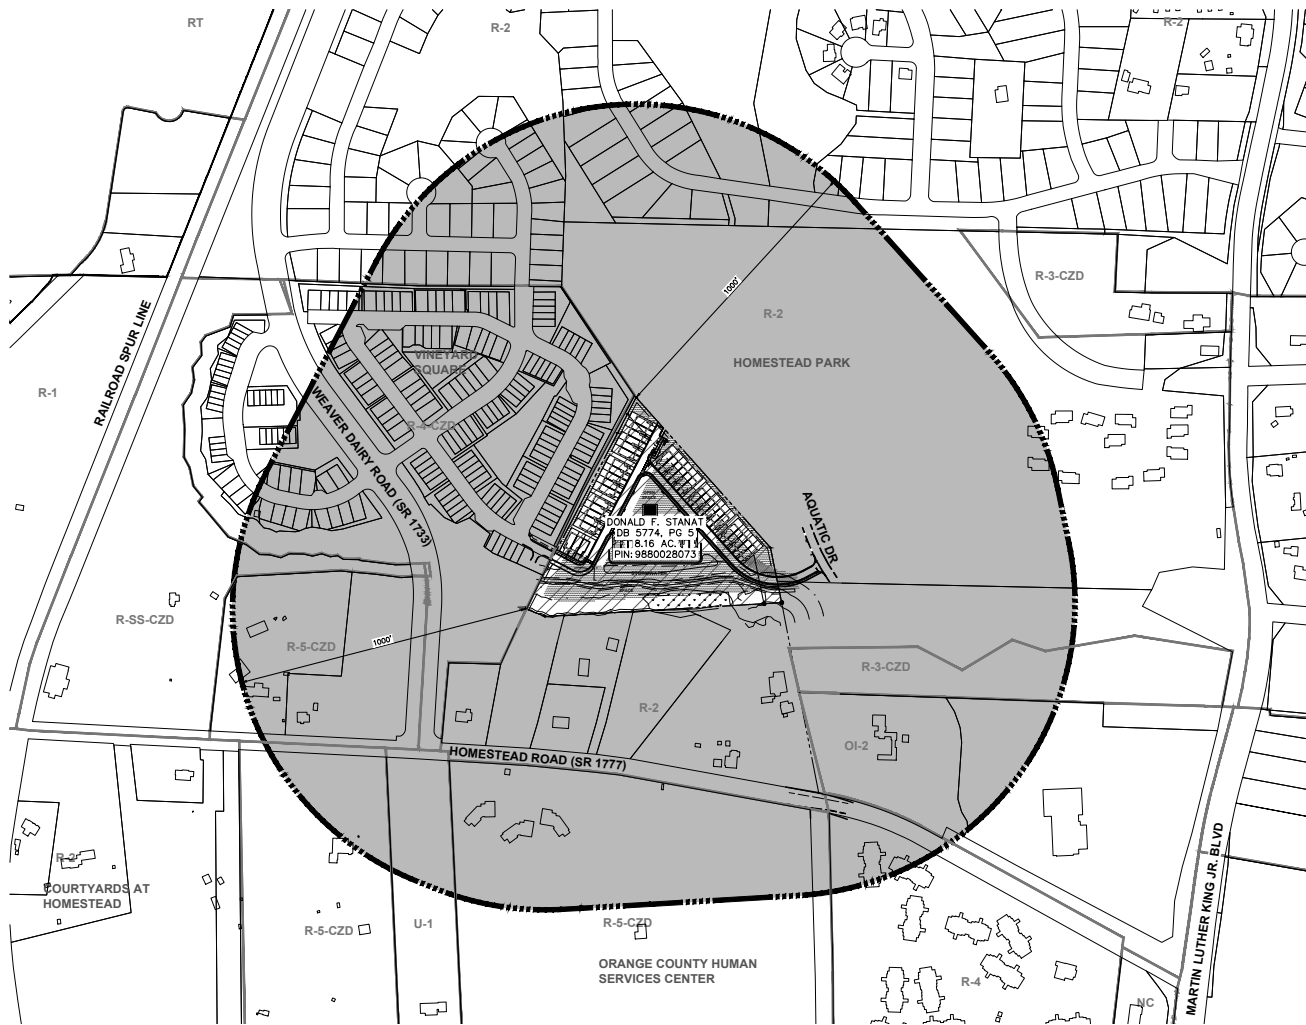 RT
R-2
R-2
R-3-CZD
1000'
R-2
HOMESTEAD PARK
RAILROAD SPUR LINE
VINEYARD
SQUARE
R-1
WEAVER DAIRY ROAD (SR 1733)
R-4-CZD
AQUATIC DR
DONALD F. STANAT
DB 5774, PG 5
8.16 AC.
PIN: 9880028073
R-SS-CZD
R-5-CZD
1000'
R-3-CZD
R-2
OI-2
HOMESTEAD ROAD (SR 1777)
R-2
COURTYARDS AT
HOMESTEAD
R-5-CZD
U-1
R-5-CZD
ORANGE COUNTY HUMAN
SERVICES CENTER
R-4
NC
MARTIN LUTHER KING JR. BLVD